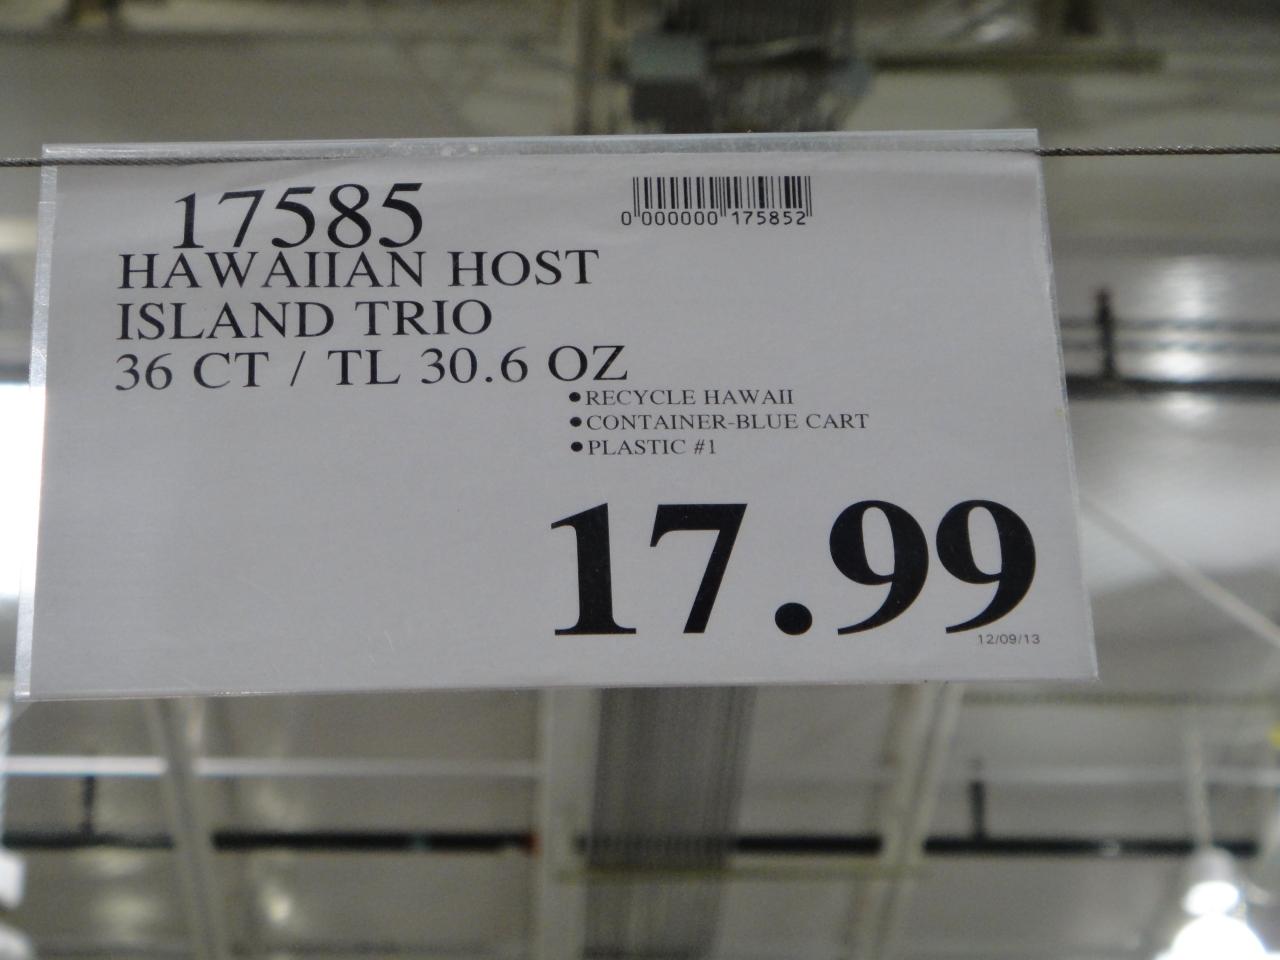 17585
0 000000 175852
HAWAIIAN HOST
ISLAND TRIO
36 CT / TL 30.6 OZ
●RECYCLE HAWAII
●CONTAINER-BLUE CART
●PLASTIC #1
17.99
12/09/13